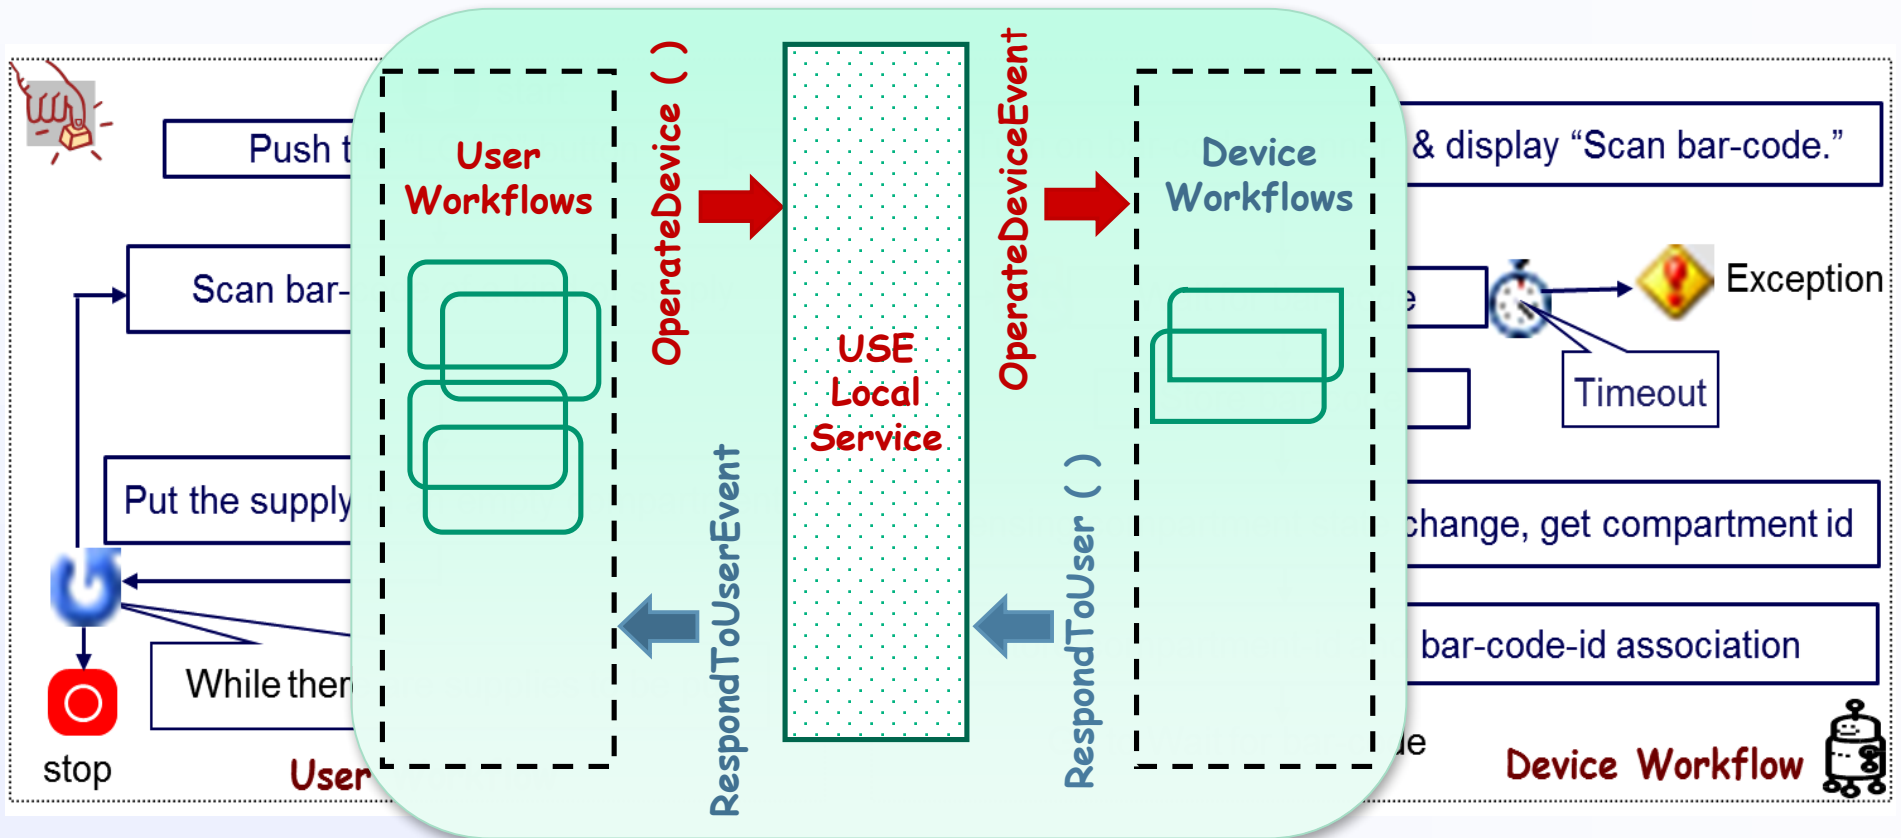 Push t
Scan bar-
Put the supply
While ther
stop
User
User
Workflows
OperateDevice ( )
RespondToUserEvent
USE
Local
Service
OperateDeviceEvent
RespondToUser ( )
Device
Workflows
& display “Scan bar-code.”
e
Exception
Timeout
change, get compartment id
bar-code-id association
Device Workflow